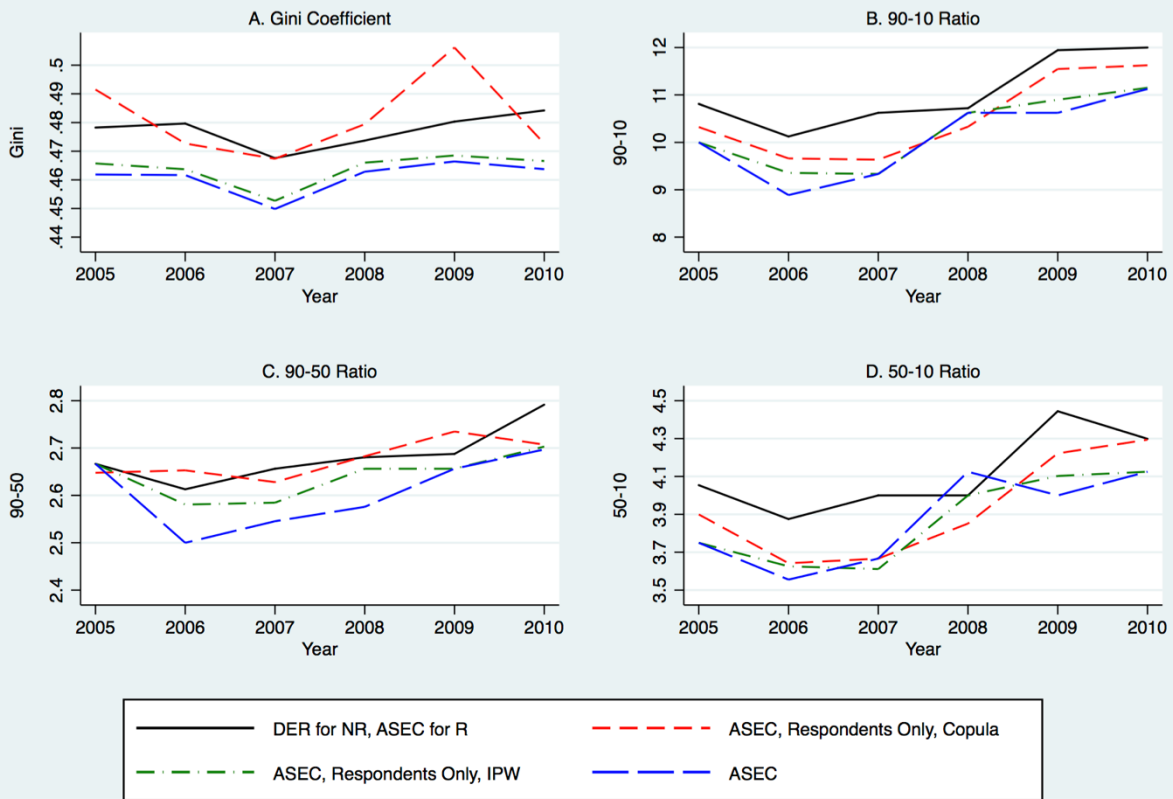 A. Gini Coefficient
Gini
.44 .45 .46 .47 .48 .49 .5
2005 2006 2007 2008 2009 2010
Year
B. 90-10 Ratio
90-10
8 9 10 11 12
2005 2006 2007 2008 2009 2010
Year
C. 90-50 Ratio
90-50
2.4 2.5 2.6 2.7 2.8
2005 2006 2007 2008 2009 2010
Year
D. 50-10 Ratio
50-10
3.5 3.7 3.9 4.1 4.3 4.5
2005 2006 2007 2008 2009 2010
Year
DER for NR, ASEC for R
ASEC, Respondents Only, Copula
ASEC, Respondents Only, IPW
ASEC